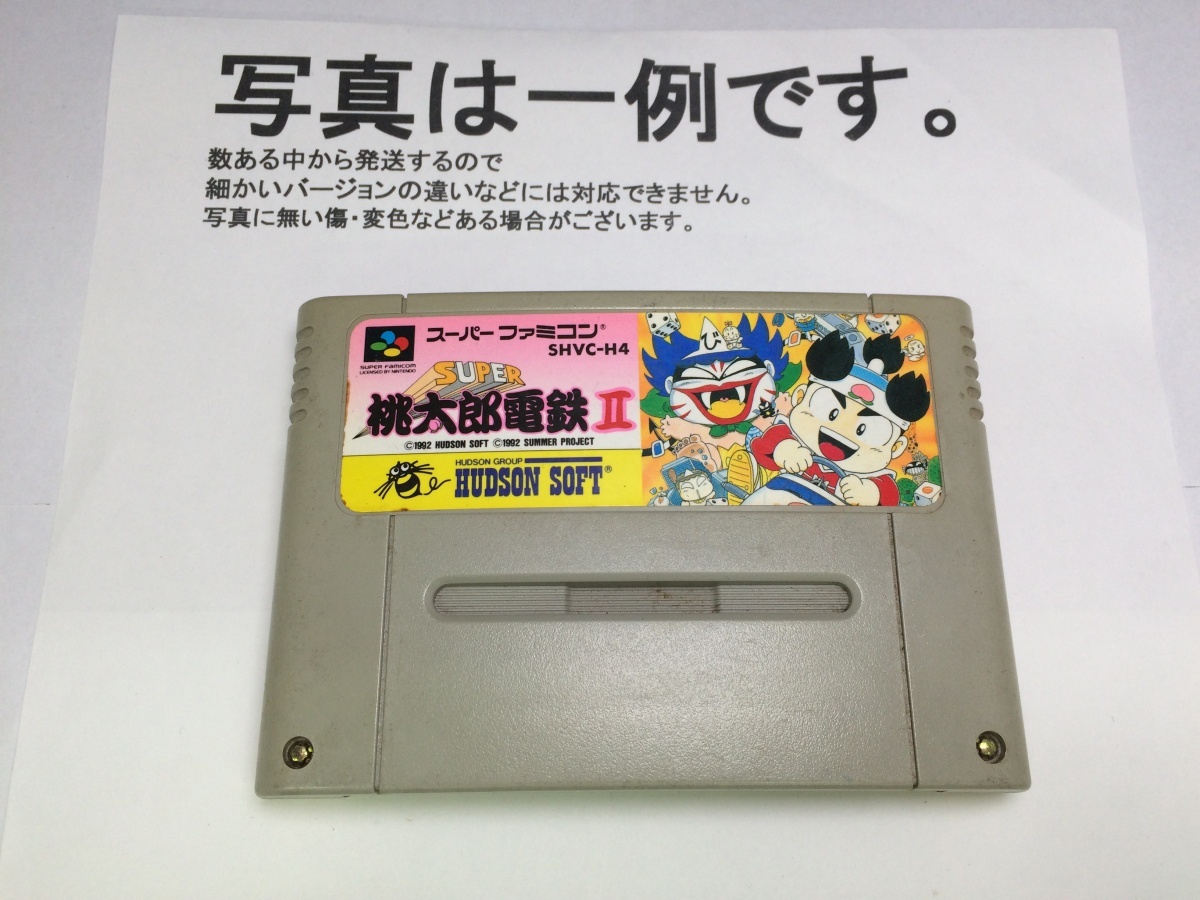 写真は一例です。
数ある中から発送するので
細かいバージョンの違いなどには対応できません。
写真に無い傷・変色などある場合がございます。
スーパーファミコン®
SHVC-H4
SUPER FAMICOM
LICENSED BY NINTENDO
SUPER
桃太郎電鉄II
©1992 HUDSON SOFT ©1992 SUMMER PROJECT
HUDSON GROUP
HUDSON SOFT®
び